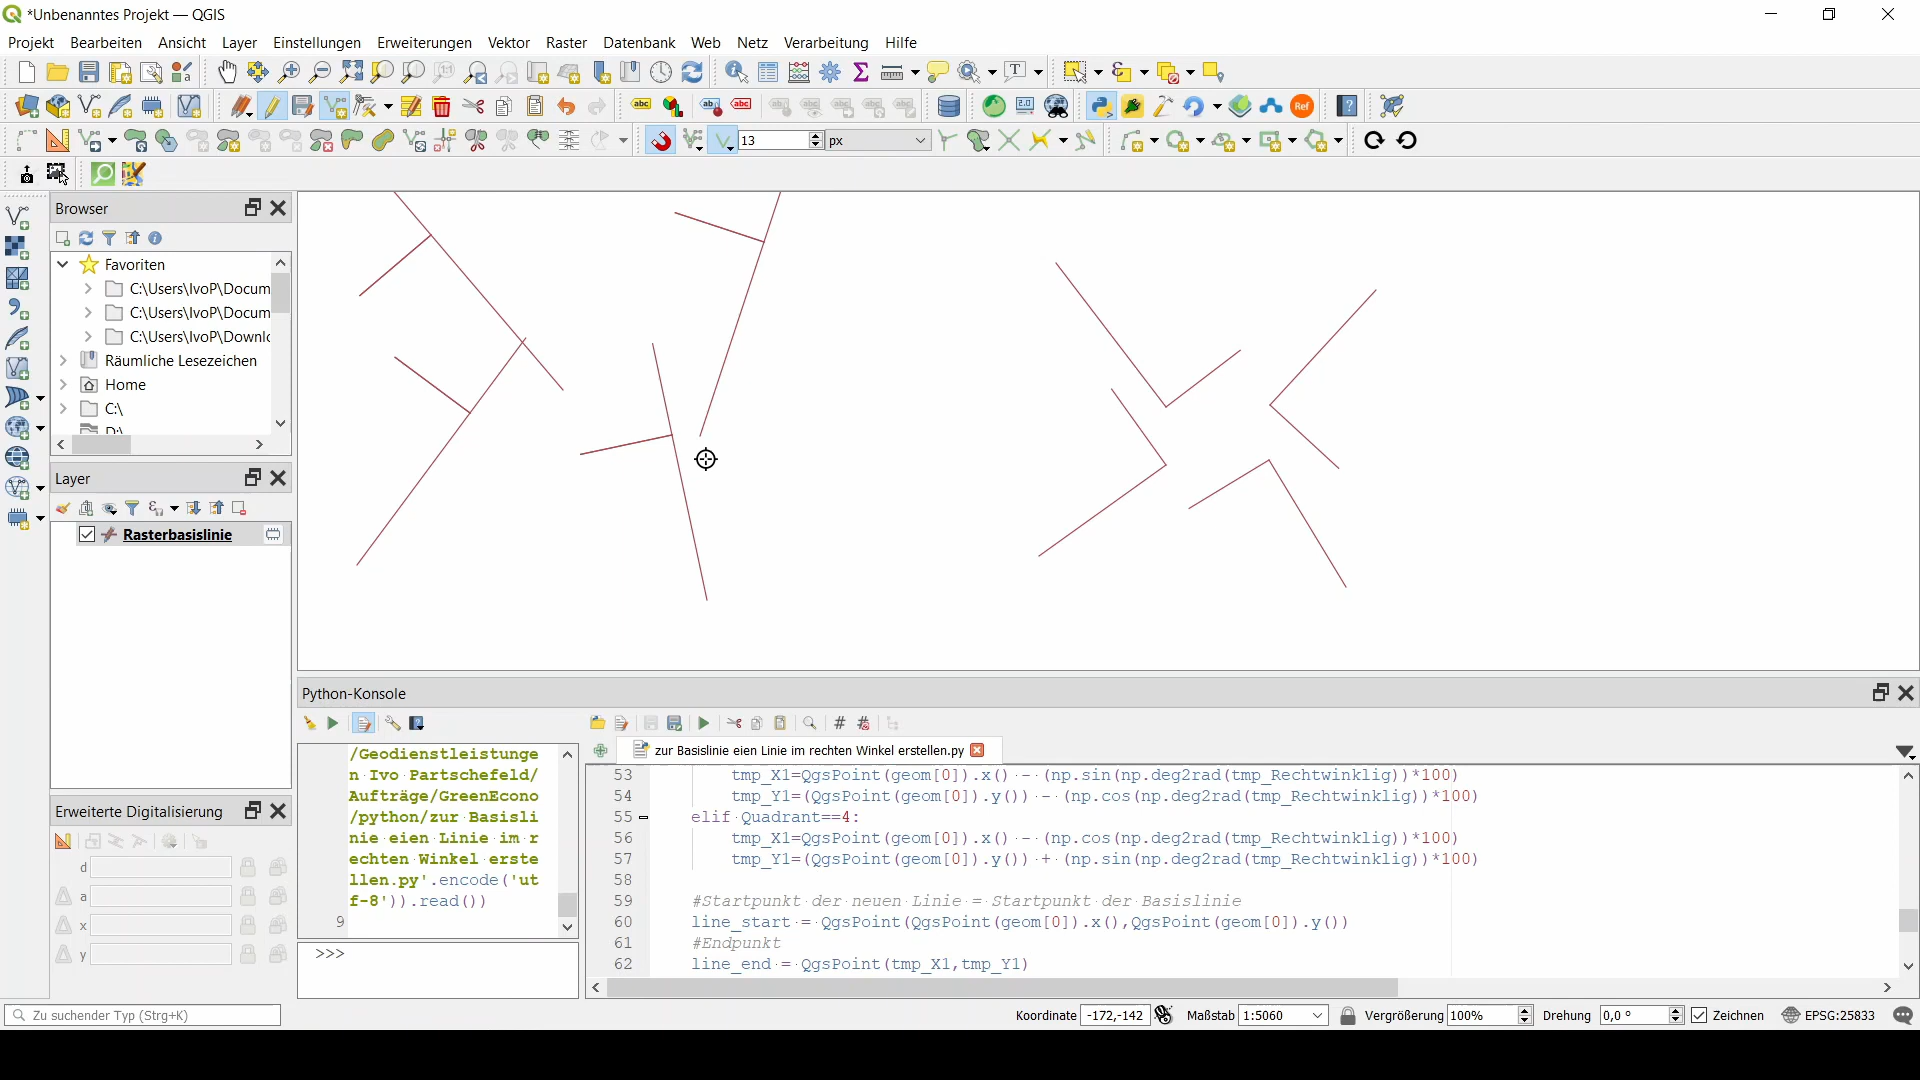 *Unbenanntes Projekt — QGIS
Projekt Bearbeiten Ansicht Layer Einstellungen Erweiterungen Vektor Raster Datenbank Web Netz Verarbeitung Hilfe
13 px
Browser
Favoriten
C:\Users\IvoP\Docum
C:\Users\IvoP\Docum
C:\Users\IvoP\Downlo
Räumliche Lesezeichen
Home
C:\
D:\
Layer
Rasterbasislinie
Erweiterte Digitalisierung
d
a
x
y
Python-Konsole
/Geodienstleistunge
n Ivo Partschefeld/
Aufträge/GreenEcono
/python/zur Basisli
nie eien Linie im r
echten Winkel erste
llen.py'.encode('ut
f-8')).read())
9
>>>
zur Basislinie eien Linie im rechten Winkel erstellen.py
53 tmp_X1=QgsPoint(geom[0]).x() - (np.sin(np.deg2rad(tmp_Rechtwinklig))*100)
54 tmp_Y1=(QgsPoint(geom[0]).y()) - (np.cos(np.deg2rad(tmp_Rechtwinklig))*100)
55 elif Quadrant==4:
56 tmp_X1=QgsPoint(geom[0]).x() - (np.cos(np.deg2rad(tmp_Rechtwinklig))*100)
57 tmp_Y1=(QgsPoint(geom[0]).y()) + (np.sin(np.deg2rad(tmp_Rechtwinklig))*100)
58
59 #Startpunkt der neuen Linie = Startpunkt der Basislinie
60 line_start = QgsPoint(QgsPoint(geom[0]).x(),QgsPoint(geom[0]).y())
61 #Endpunkt
62 line_end = QgsPoint(tmp_X1,tmp_Y1)
Zu suchender Typ (Strg+K) Koordinate -172,-142 Maßstab 1:5060 Vergrößerung 100% Drehung 0,0 ° Zeichnen EPSG:25833